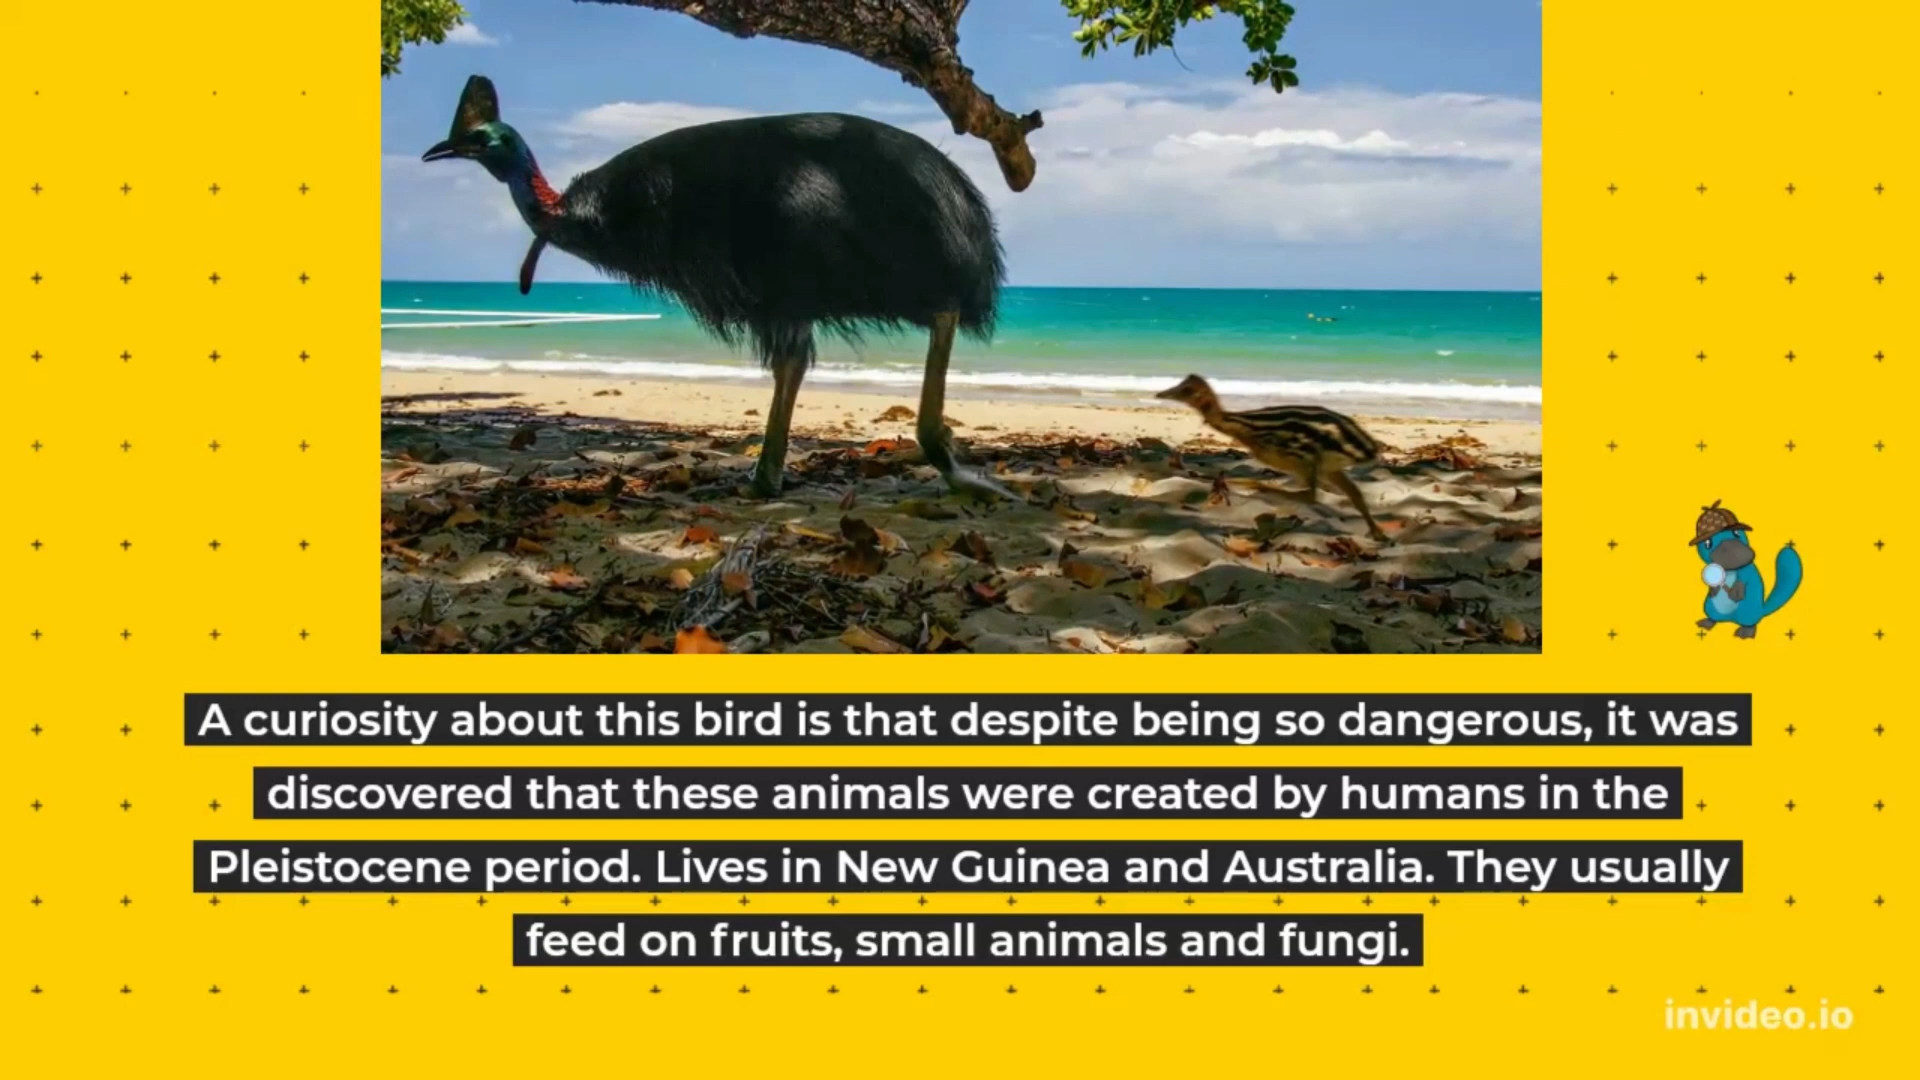 A curiosity about this bird is that despite being so dangerous, it was
discovered that these animals were created by humans in the
Pleistocene period. Lives in New Guinea and Australia. They usually
feed on fruits, small animals and fungi.
invideo.io